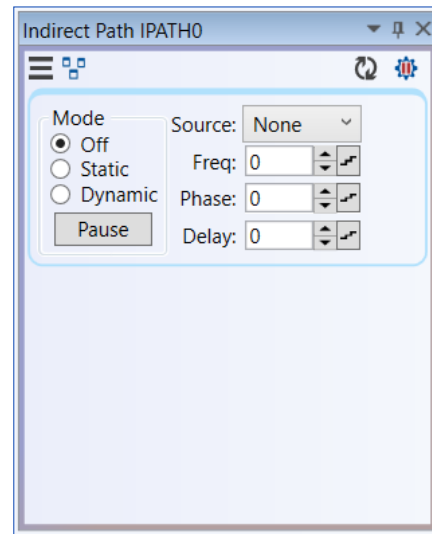 Indirect Path IPATH0
Mode
Off
Static
Dynamic
Pause
Source: None
Freq: 0
Phase: 0
Delay: 0